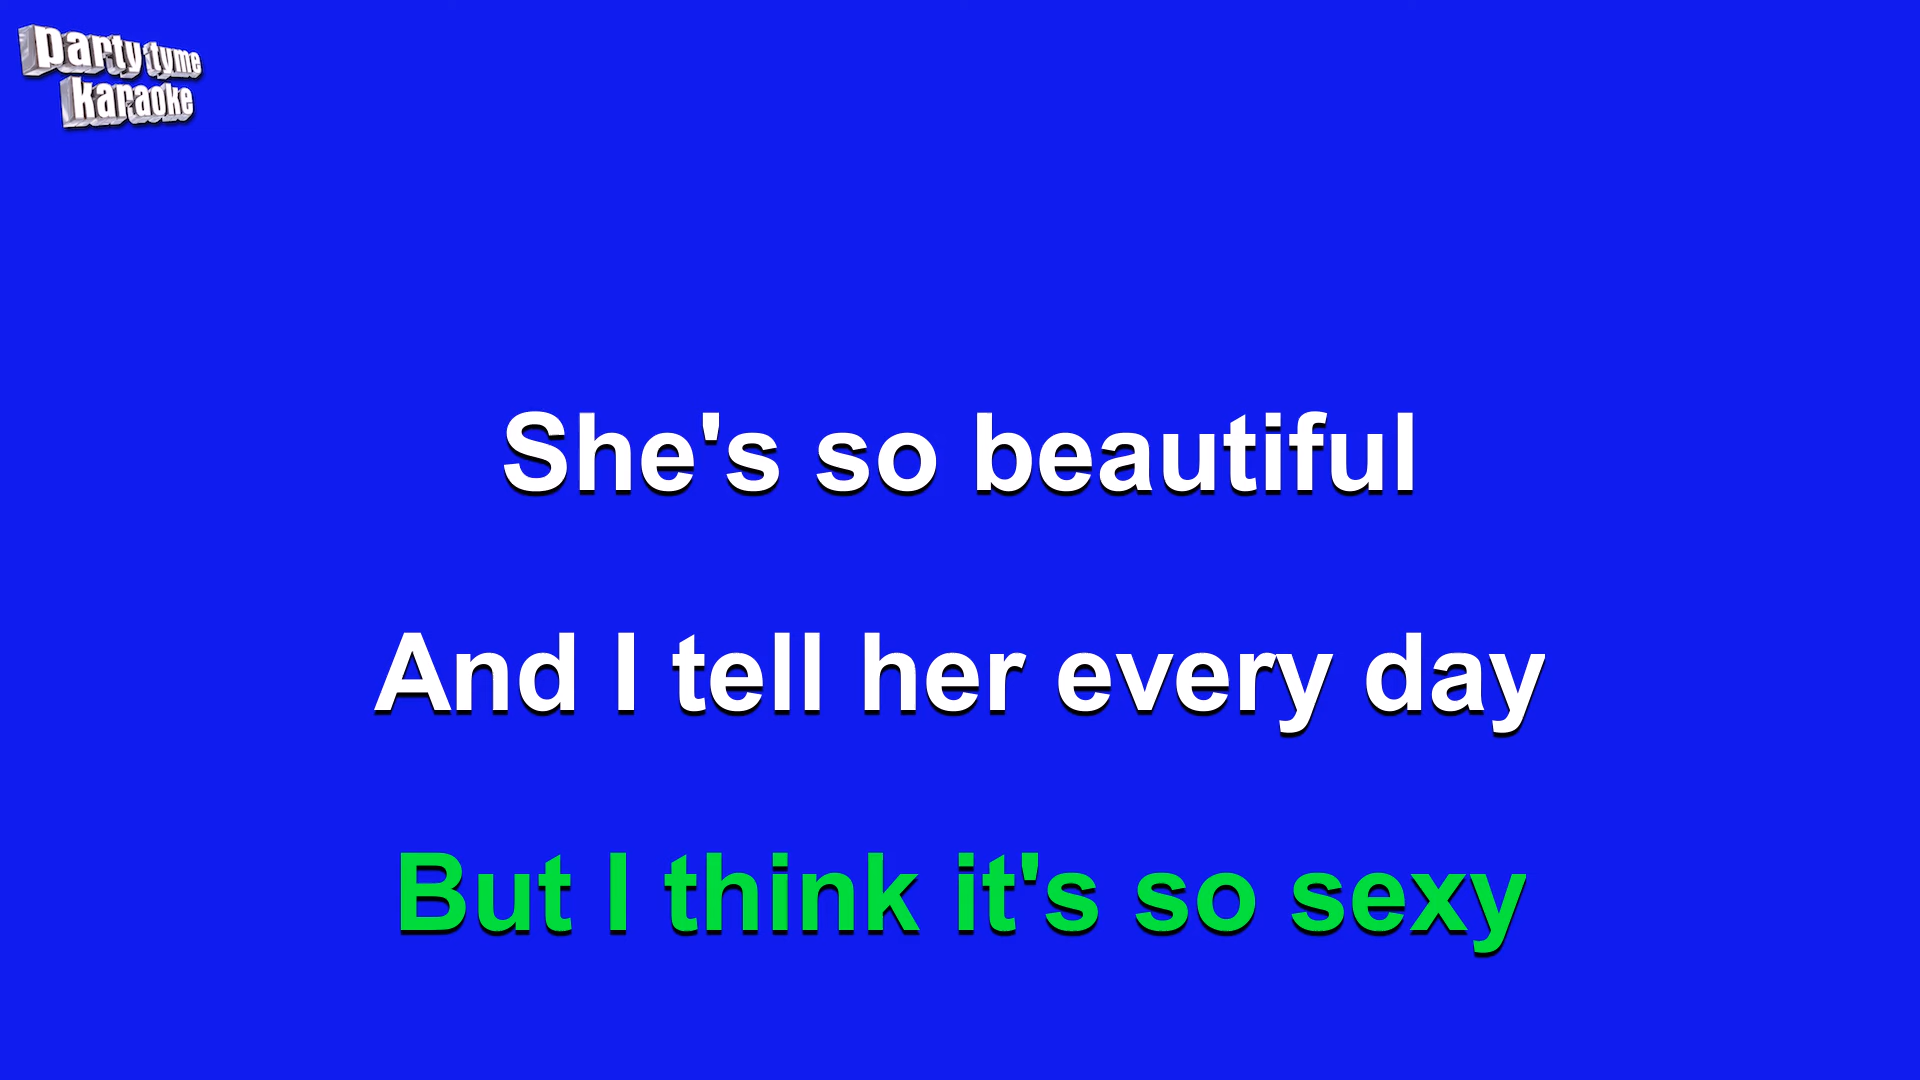 party tyme
karaoke
She's so beautiful
And I tell her every day
But I think it's so sexy